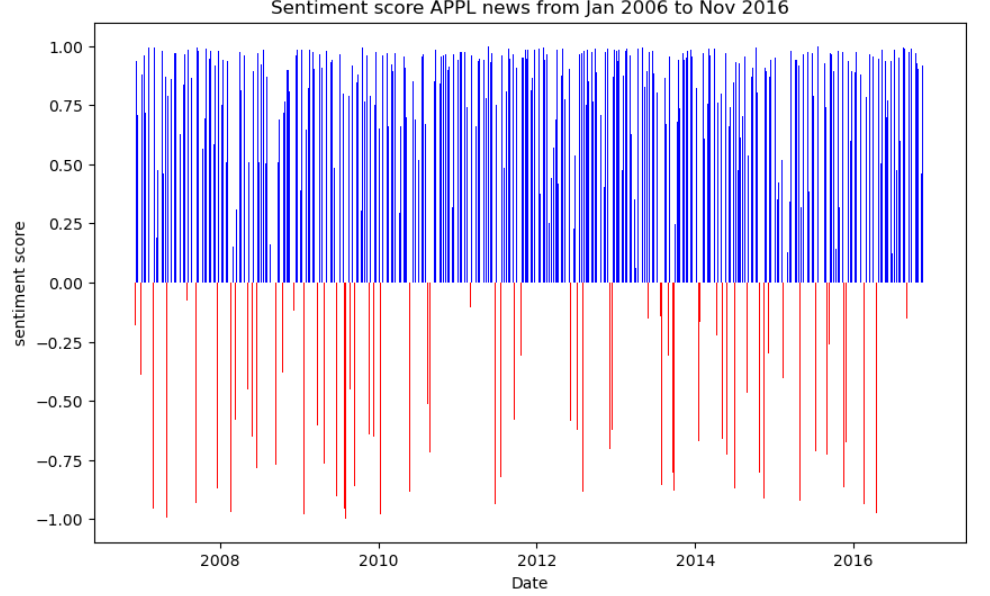 Sentiment score APPL news from Jan 2006 to Nov 2016
1.00
0.75
0.50
0.25
0.00
−0.25
−0.50
−0.75
−1.00
sentiment score
2008 2010 2012 2014 2016
Date